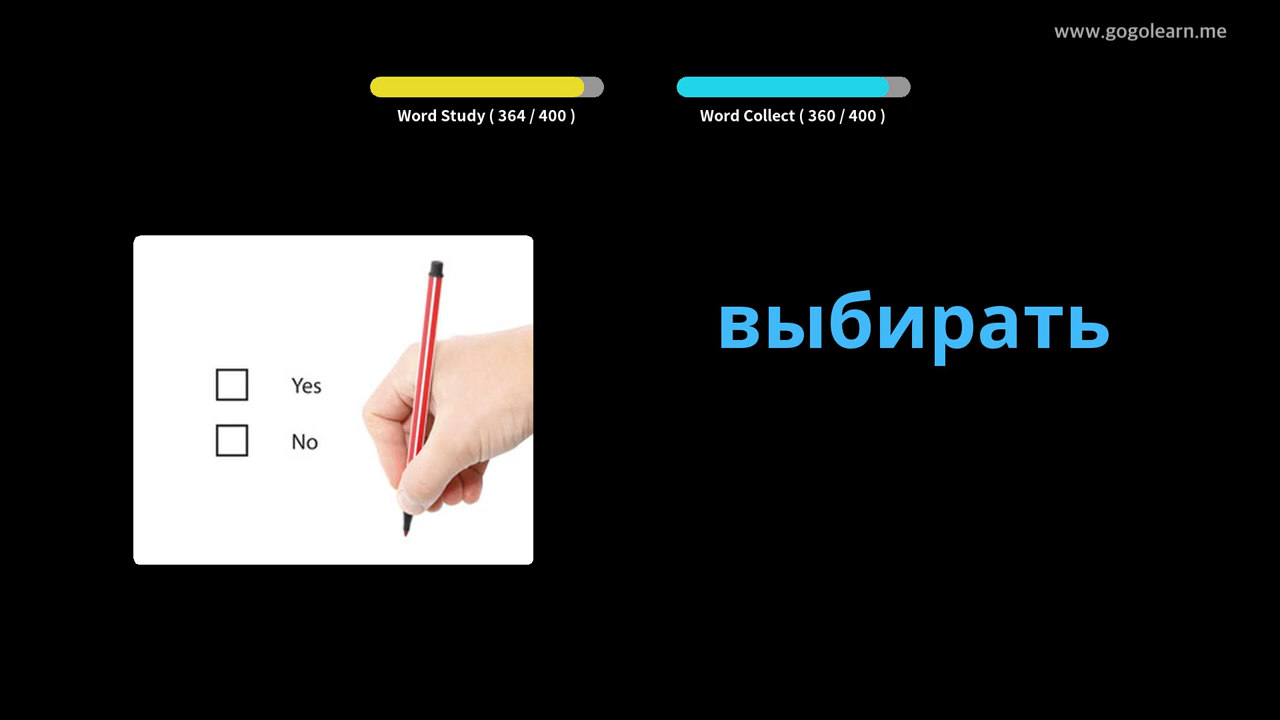 www.gogolearn.me
Word Study ( 364 / 400 )
Word Collect ( 360 / 400 )
выбирать
Yes
No